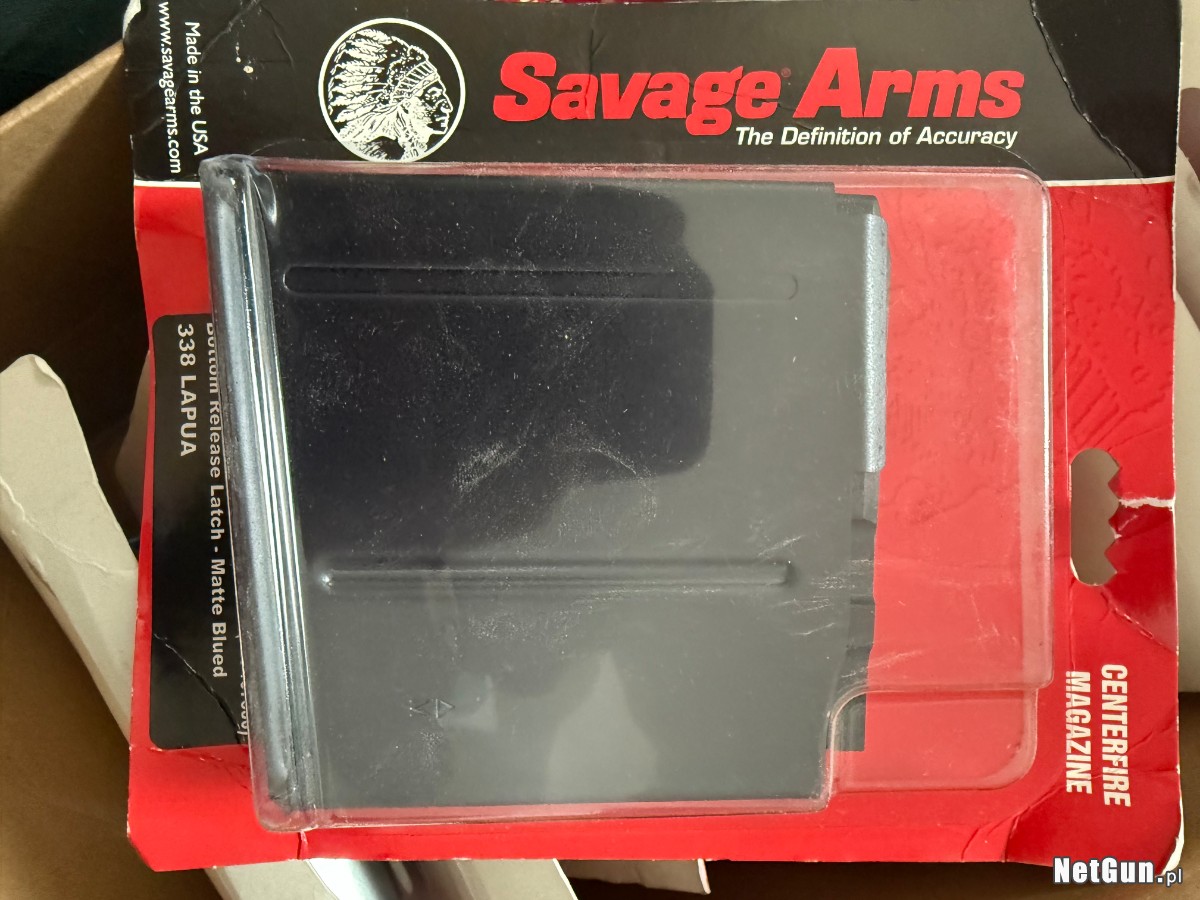 Made in the USA
www.savagearms.com
Savage® Arms
The Definition of Accuracy
Bottom Release Latch - Matte Blued
338 LAPUA
CENTERFIRE
MAGAZINE
NetGun.pl